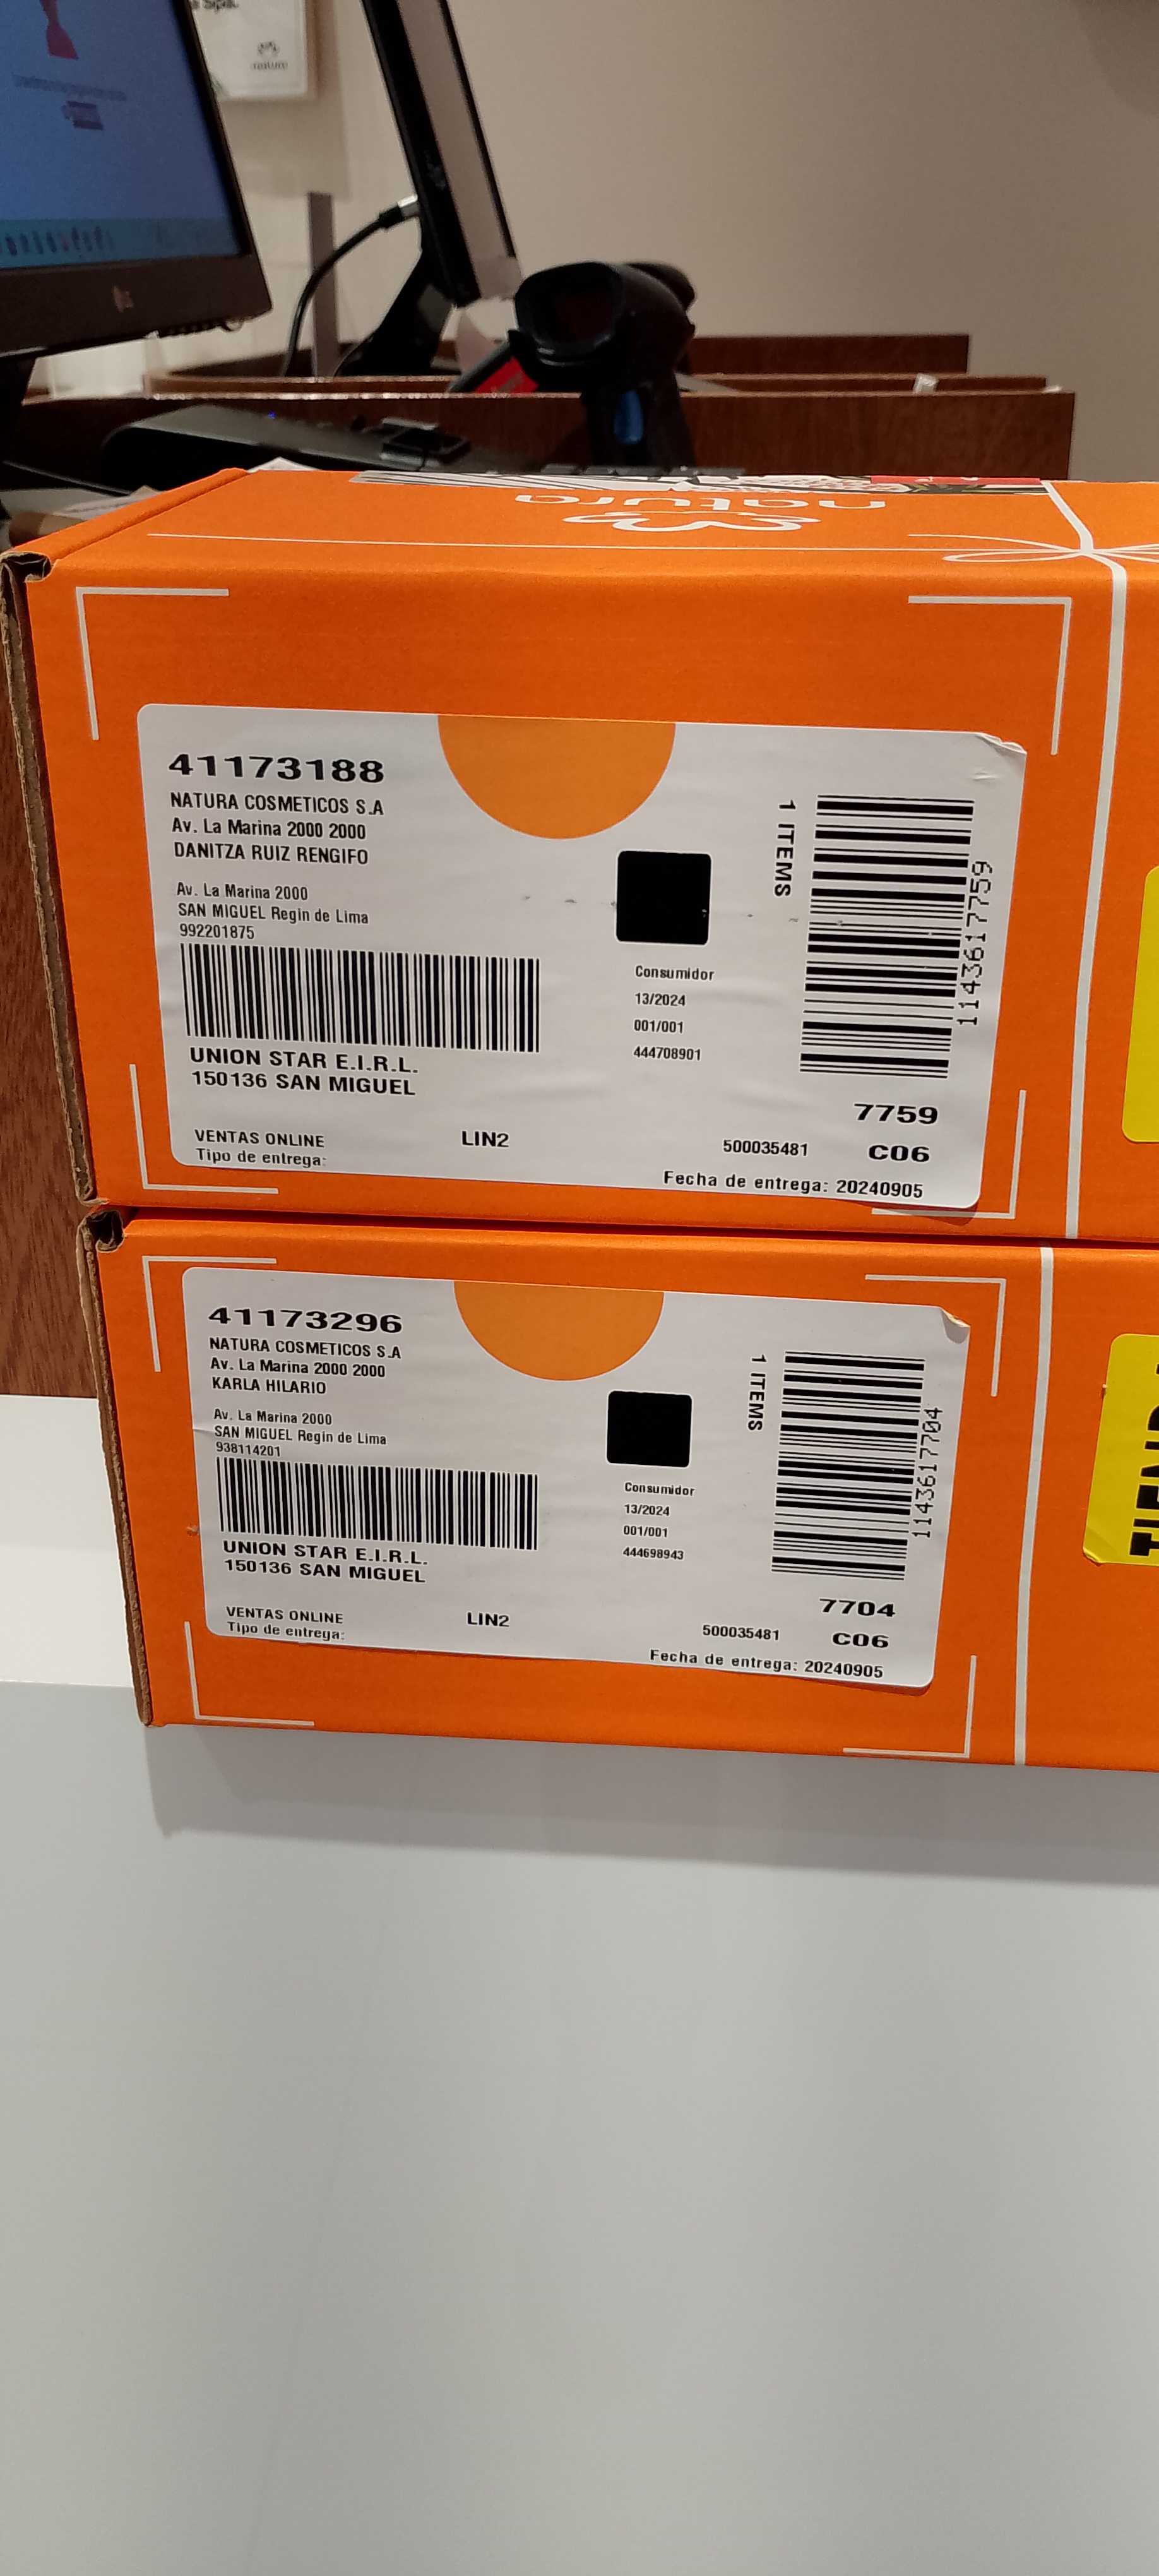 Spa.
natura
natura
41173188
NATURA COSMETICOS S.A
Av. La Marina 2000 2000
DANITZA RUIZ RENGIFO
Av. La Marina 2000
SAN MIGUEL Regin de Lima
992201875
UNION STAR E.I.R.L.
150136 SAN MIGUEL
VENTAS ONLINE
Tipo de entrega:
LIN2
Consumidor
13/2024
001/001
444708901
1 ITEMS
1143617759
7759
500035481
C06
Fecha de entrega: 20240905
41173296
NATURA COSMETICOS S.A
Av. La Marina 2000 2000
KARLA HILARIO
Av. La Marina 2000
SAN MIGUEL Regin de Lima
938114201
UNION STAR E.I.R.L.
150136 SAN MIGUEL
VENTAS ONLINE
Tipo de entrega:
LIN2
Consumidor
13/2024
001/001
444698943
1 ITEMS
1143617704
7704
500035481
C06
Fecha de entrega: 20240905